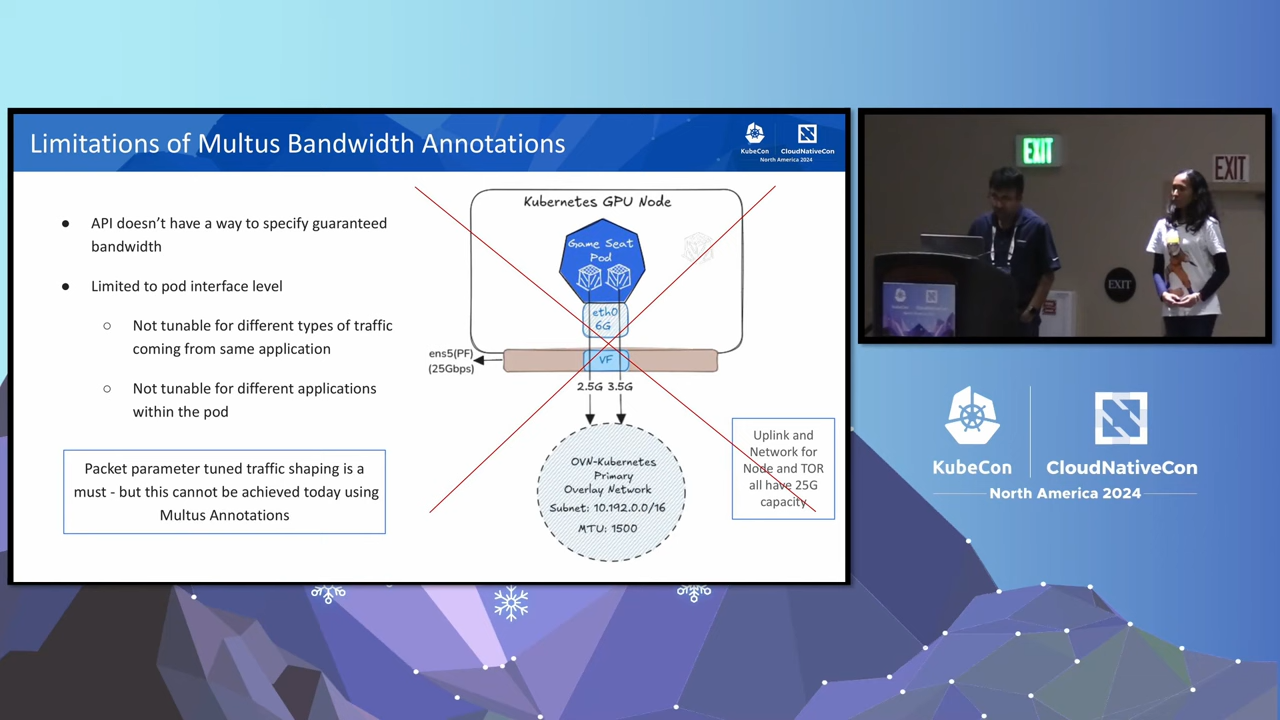 Limitations of Multus Bandwidth Annotations
KubeCon
CloudNativeCon
North America 2024
● API doesn't have a way to specify guaranteed
bandwidth
● Limited to pod interface level
○ Not tunable for different types of traffic
coming from same application
○ Not tunable for different applications
within the pod
Packet parameter tuned traffic shaping is a
must - but this cannot be achieved today using
Multus Annotations
Kubernetes GPU Node
Game Seat
Pod
eth0
6G
ens5(PF)
(25Gbps)
VF
2.5G 3.5G
OVN-Kubernetes
Primary
Overlay Network
Subnet: 10.192.0.0/16
MTU: 1500
Uplink and
Network for
Node and TOR
all have 25G
capacity
EXIT
EXIT
EXIT
KubeCon
CloudNativeCon
North America 2024